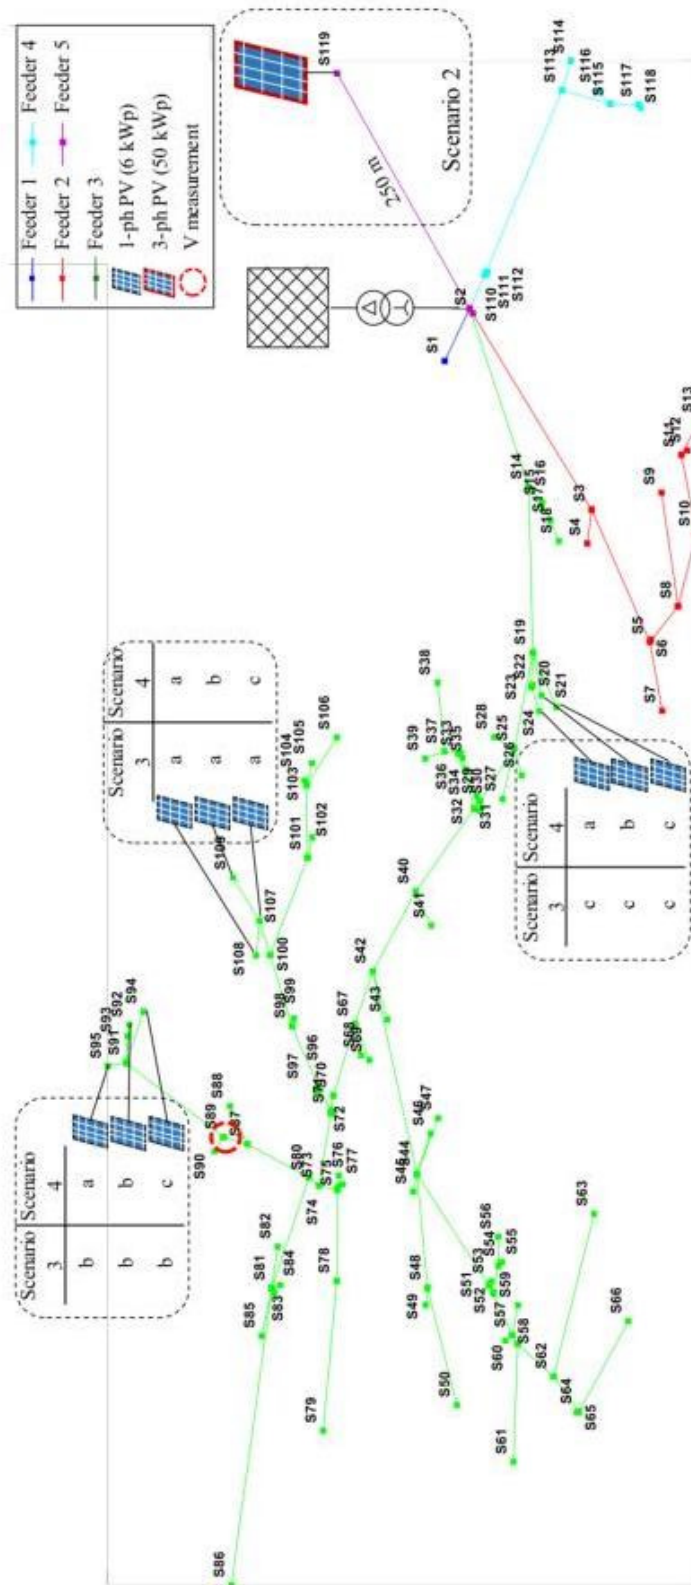 Feeder 1
Feeder 4
Feeder 2
Feeder 5
Feeder 3
1-ph PV (6 kWp)
3-ph PV (50 kWp)
V measurement
S119
250 m
Scenario 2
S114
S113
S116
S115
S117
S118
S2
S1
S110
S111
S112
S14
S15
S16
S17
S18
S3
S4
S5
S6
S7
S8
S9
S10
S11
S12
S13
S19
S22
S23
S20
S21
S24
S25
S26
S27
S28
S29
S30
S31
S32
S33
S34
S35
S36
S37
S38
S39
S40
S41
S42
S43
S44
S46
S47
S48
S49
S50
S51
S52
S53
S54
S55
S56
S57
S58
S59
S60
S61
S62
S63
S64
S65
S66
S67
S68
S69
S70
S72
S73
S74
S75
S76
S77
S78
S79
S80
S81
S82
S83
S84
S85
S86
S87
S88
S89
S90
S91
S92
S93
S94
S95
S96
S97
S98
S99
S100
S101
S102
S103
S104
S105
S106
S107
S108
Scenario Scenario
3 4
a a
a b
a c
Scenario Scenario
3 4
b a
b b
b c
Scenario Scenario
3 4
c a
c b
c c